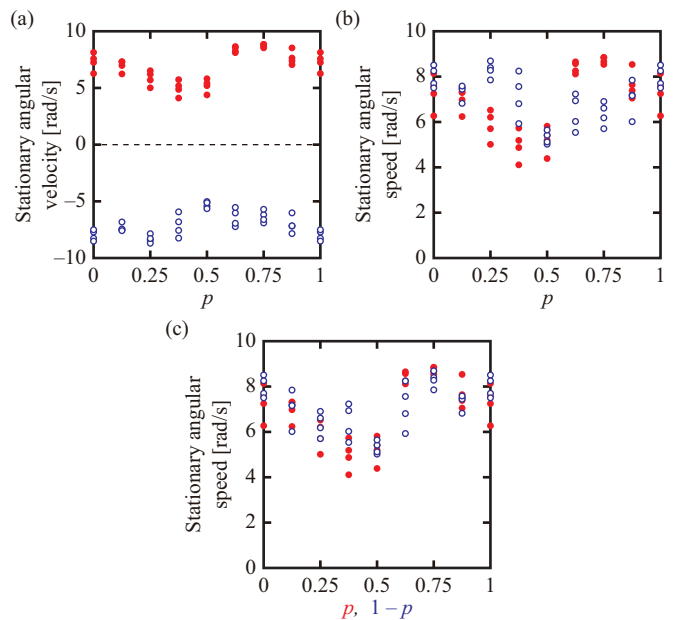 (a)
10
5
0
−5
−10
0
0.25
0.5
0.75
1
p
Stationary angular
velocity [rad/s]
(b)
10
8
6
4
2
0
0
0.25
0.5
0.75
1
p
Stationary angular
speed [rad/s]
(c)
10
8
6
4
2
0
0
0.25
0.5
0.75
1
p, 1 − p
Stationary angular
speed [rad/s]